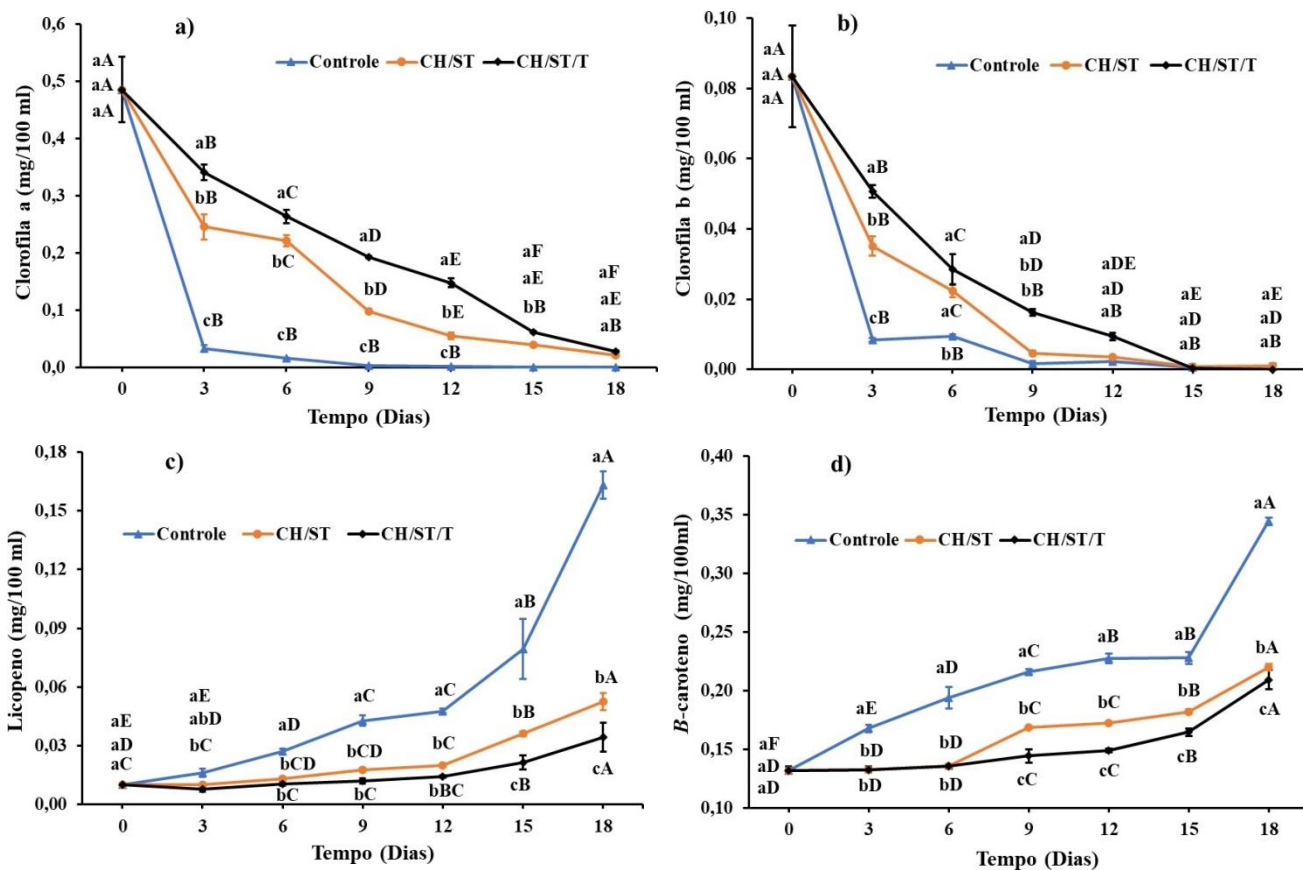 a)
Clorofila a (mg/100 ml)
0,6
0,5
0,4
0,3
0,2
0,1
0,0
Controle CH/ST CH/ST/T
aA
aA
aA
aB
bB
cB
aC
bC
cB
aD
bD
cB
aE
bE
cB
aF
aE
bB
aF
aE
aB
0 3 6 9 12 15 18
Tempo (Dias)
b)
Clorofila b (mg/100 ml)
0,10
0,08
0,06
0,04
0,02
0,00
Controle CH/ST CH/ST/T
aA
aA
aA
aB
bB
cB
aC
aC
bB
aD
bD
bB
aDE
aD
aB
aE
aD
aB
aE
aD
aB
0 3 6 9 12 15 18
Tempo (Dias)
c)
Licopeno (mg/100 ml)
0,18
0,15
0,12
0,09
0,06
0,03
0,00
Controle CH/ST CH/ST/T
aE
aD
aC
aE
abD
bC
aD
bCD
bC
aC
bCD
bC
aC
bC
bBC
aB
bB
cB
aA
bA
cA
0 3 6 9 12 15 18
Tempo (Dias)
d)
B-caroteno (mg/100ml)
0,40
0,35
0,30
0,25
0,20
0,15
0,10
Controle CH/ST CH/ST/T
aF
aD
aD
aE
bD
bD
aD
bD
bD
aC
bC
cC
aB
bC
cC
aB
bB
cB
aA
bA
cA
0 3 6 9 12 15 18
Tempo (Dias)